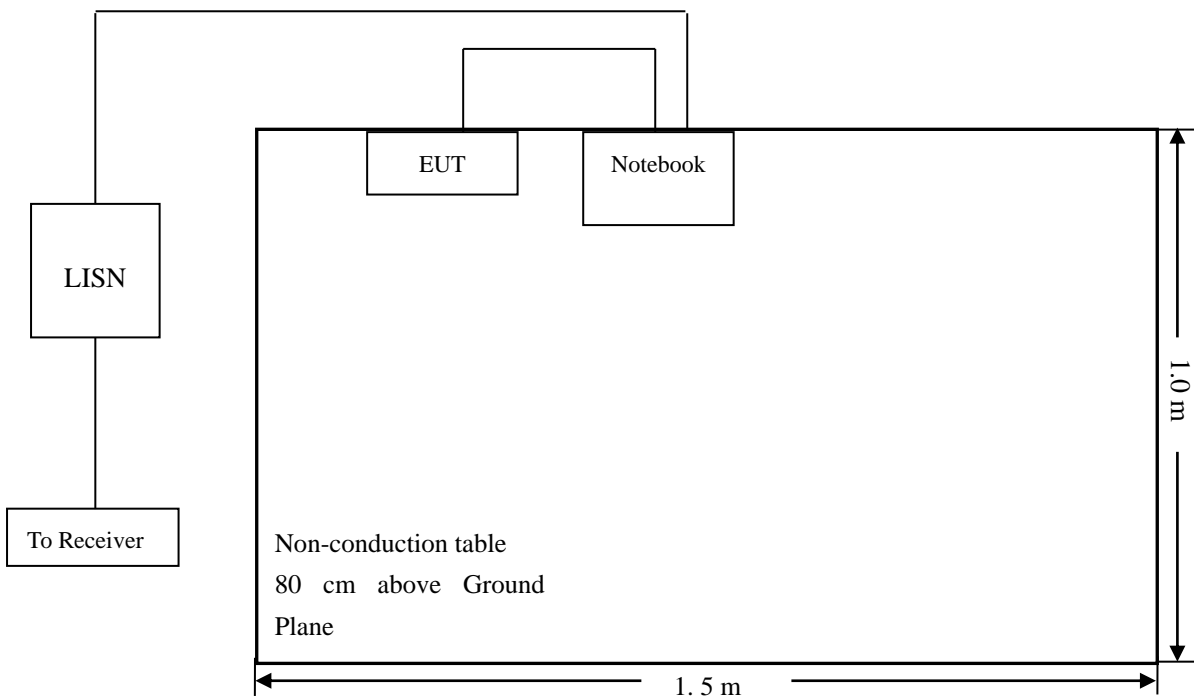 EUT
Notebook
LISN
1.0 m
To Receiver
Non-conduction table
80 cm above Ground
Plane
1. 5 m